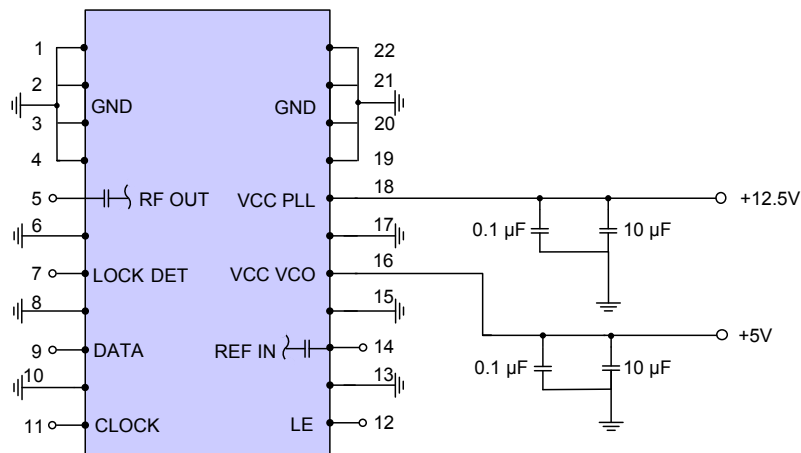 1
22
2
21
GND
GND
3
20
4
19
5
RF OUT
VCC PLL
18
+12.5V
6
17
0.1 µF
10 µF
7
LOCK DET
VCC VCO
16
8
15
+5V
9
DATA
REF IN
14
0.1 µF
10 µF
10
13
11
CLOCK
LE
12